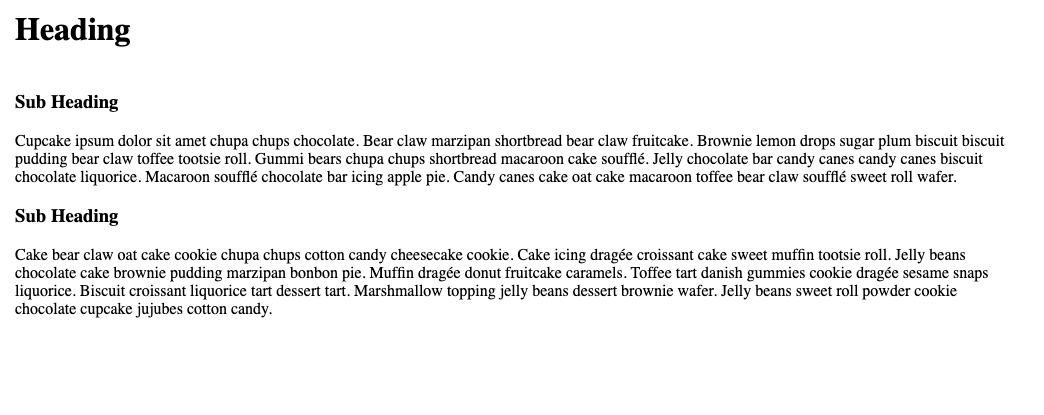 Heading
Sub Heading
Cupcake ipsum dolor sit amet chupa chups chocolate. Bear claw marzipan shortbread bear claw fruitcake. Brownie lemon drops sugar plum biscuit biscuit
pudding bear claw toffee tootsie roll. Gummi bears chupa chups shortbread macaroon cake soufflé. Jelly chocolate bar candy canes candy canes biscuit
chocolate liquorice. Macaroon soufflé chocolate bar icing apple pie. Candy canes cake oat cake macaroon toffee bear claw soufflé sweet roll wafer.
Sub Heading
Cake bear claw oat cake cookie chupa chups cotton candy cheesecake cookie. Cake icing dragée croissant cake sweet muffin tootsie roll. Jelly beans
chocolate cake brownie pudding marzipan bonbon pie. Muffin dragée donut fruitcake caramels. Toffee tart danish gummies cookie dragée sesame snaps
liquorice. Biscuit croissant liquorice tart dessert tart. Marshmallow topping jelly beans dessert brownie wafer. Jelly beans sweet roll powder cookie
chocolate cupcake jujubes cotton candy.